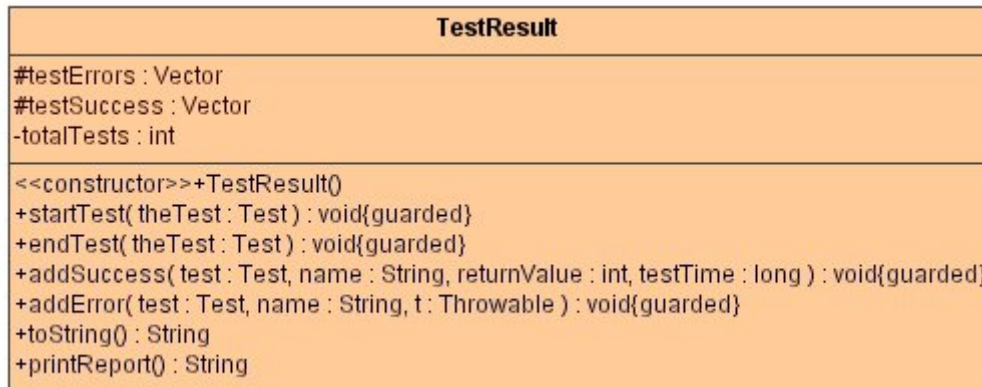 TestResult
#testErrors : Vector
#testSuccess : Vector
-totalTests : int
<<constructor>>+TestResult()
+startTest( theTest : Test ) : void{guarded}
+endTest( theTest : Test ) : void{guarded}
+addSuccess( test : Test, name : String, returnValue : int, testTime : long ) : void{guarded}
+addError( test : Test, name : String, t : Throwable ) : void{guarded}
+toString() : String
+printReport() : String